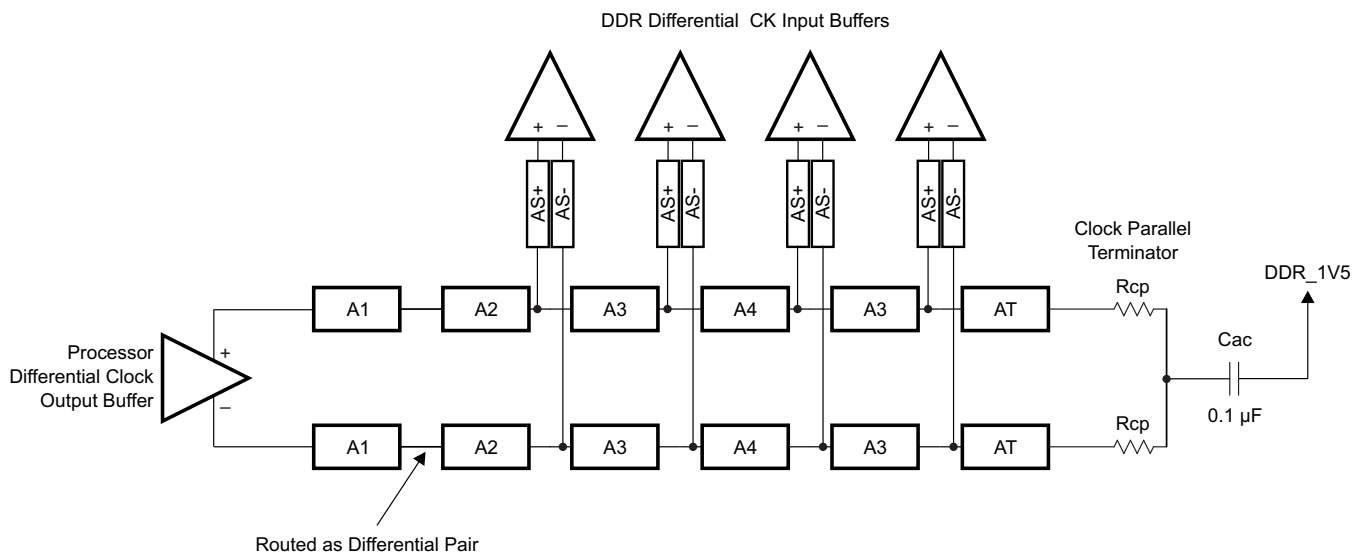 DDR Differential CK Input Buffers
+ –
+ –
+ –
+ –
AS+
AS-
AS+
AS-
AS+
AS-
AS+
AS-
Clock Parallel
Terminator
DDR_1V5
A1
A2
A3
A4
A3
AT
Rcp
Processor
Differential Clock
Output Buffer
+
–
Cac
0.1 µF
A1
A2
A3
A4
A3
AT
Rcp
Routed as Differential Pair